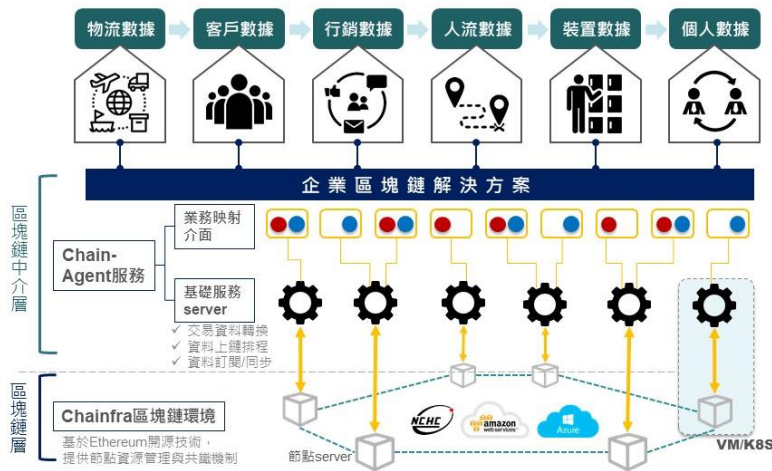 物流數據
客戶數據
行銷數據
人流數據
裝置數據
個人數據
企業區塊鏈解決方案
區塊鏈中介層
Chain-
Agent服務
業務映射
介面
基礎服務
server
✓ 交易資料轉換
✓ 資料上鏈排程
✓ 資料訂閱/同步
區塊鏈層
Chainfra區塊鏈環境
基於Ethereum開源技術，
提供節點資源管理與共識機制
節點server
NCHC
amazon
webservices™
Azure
VM/K8S